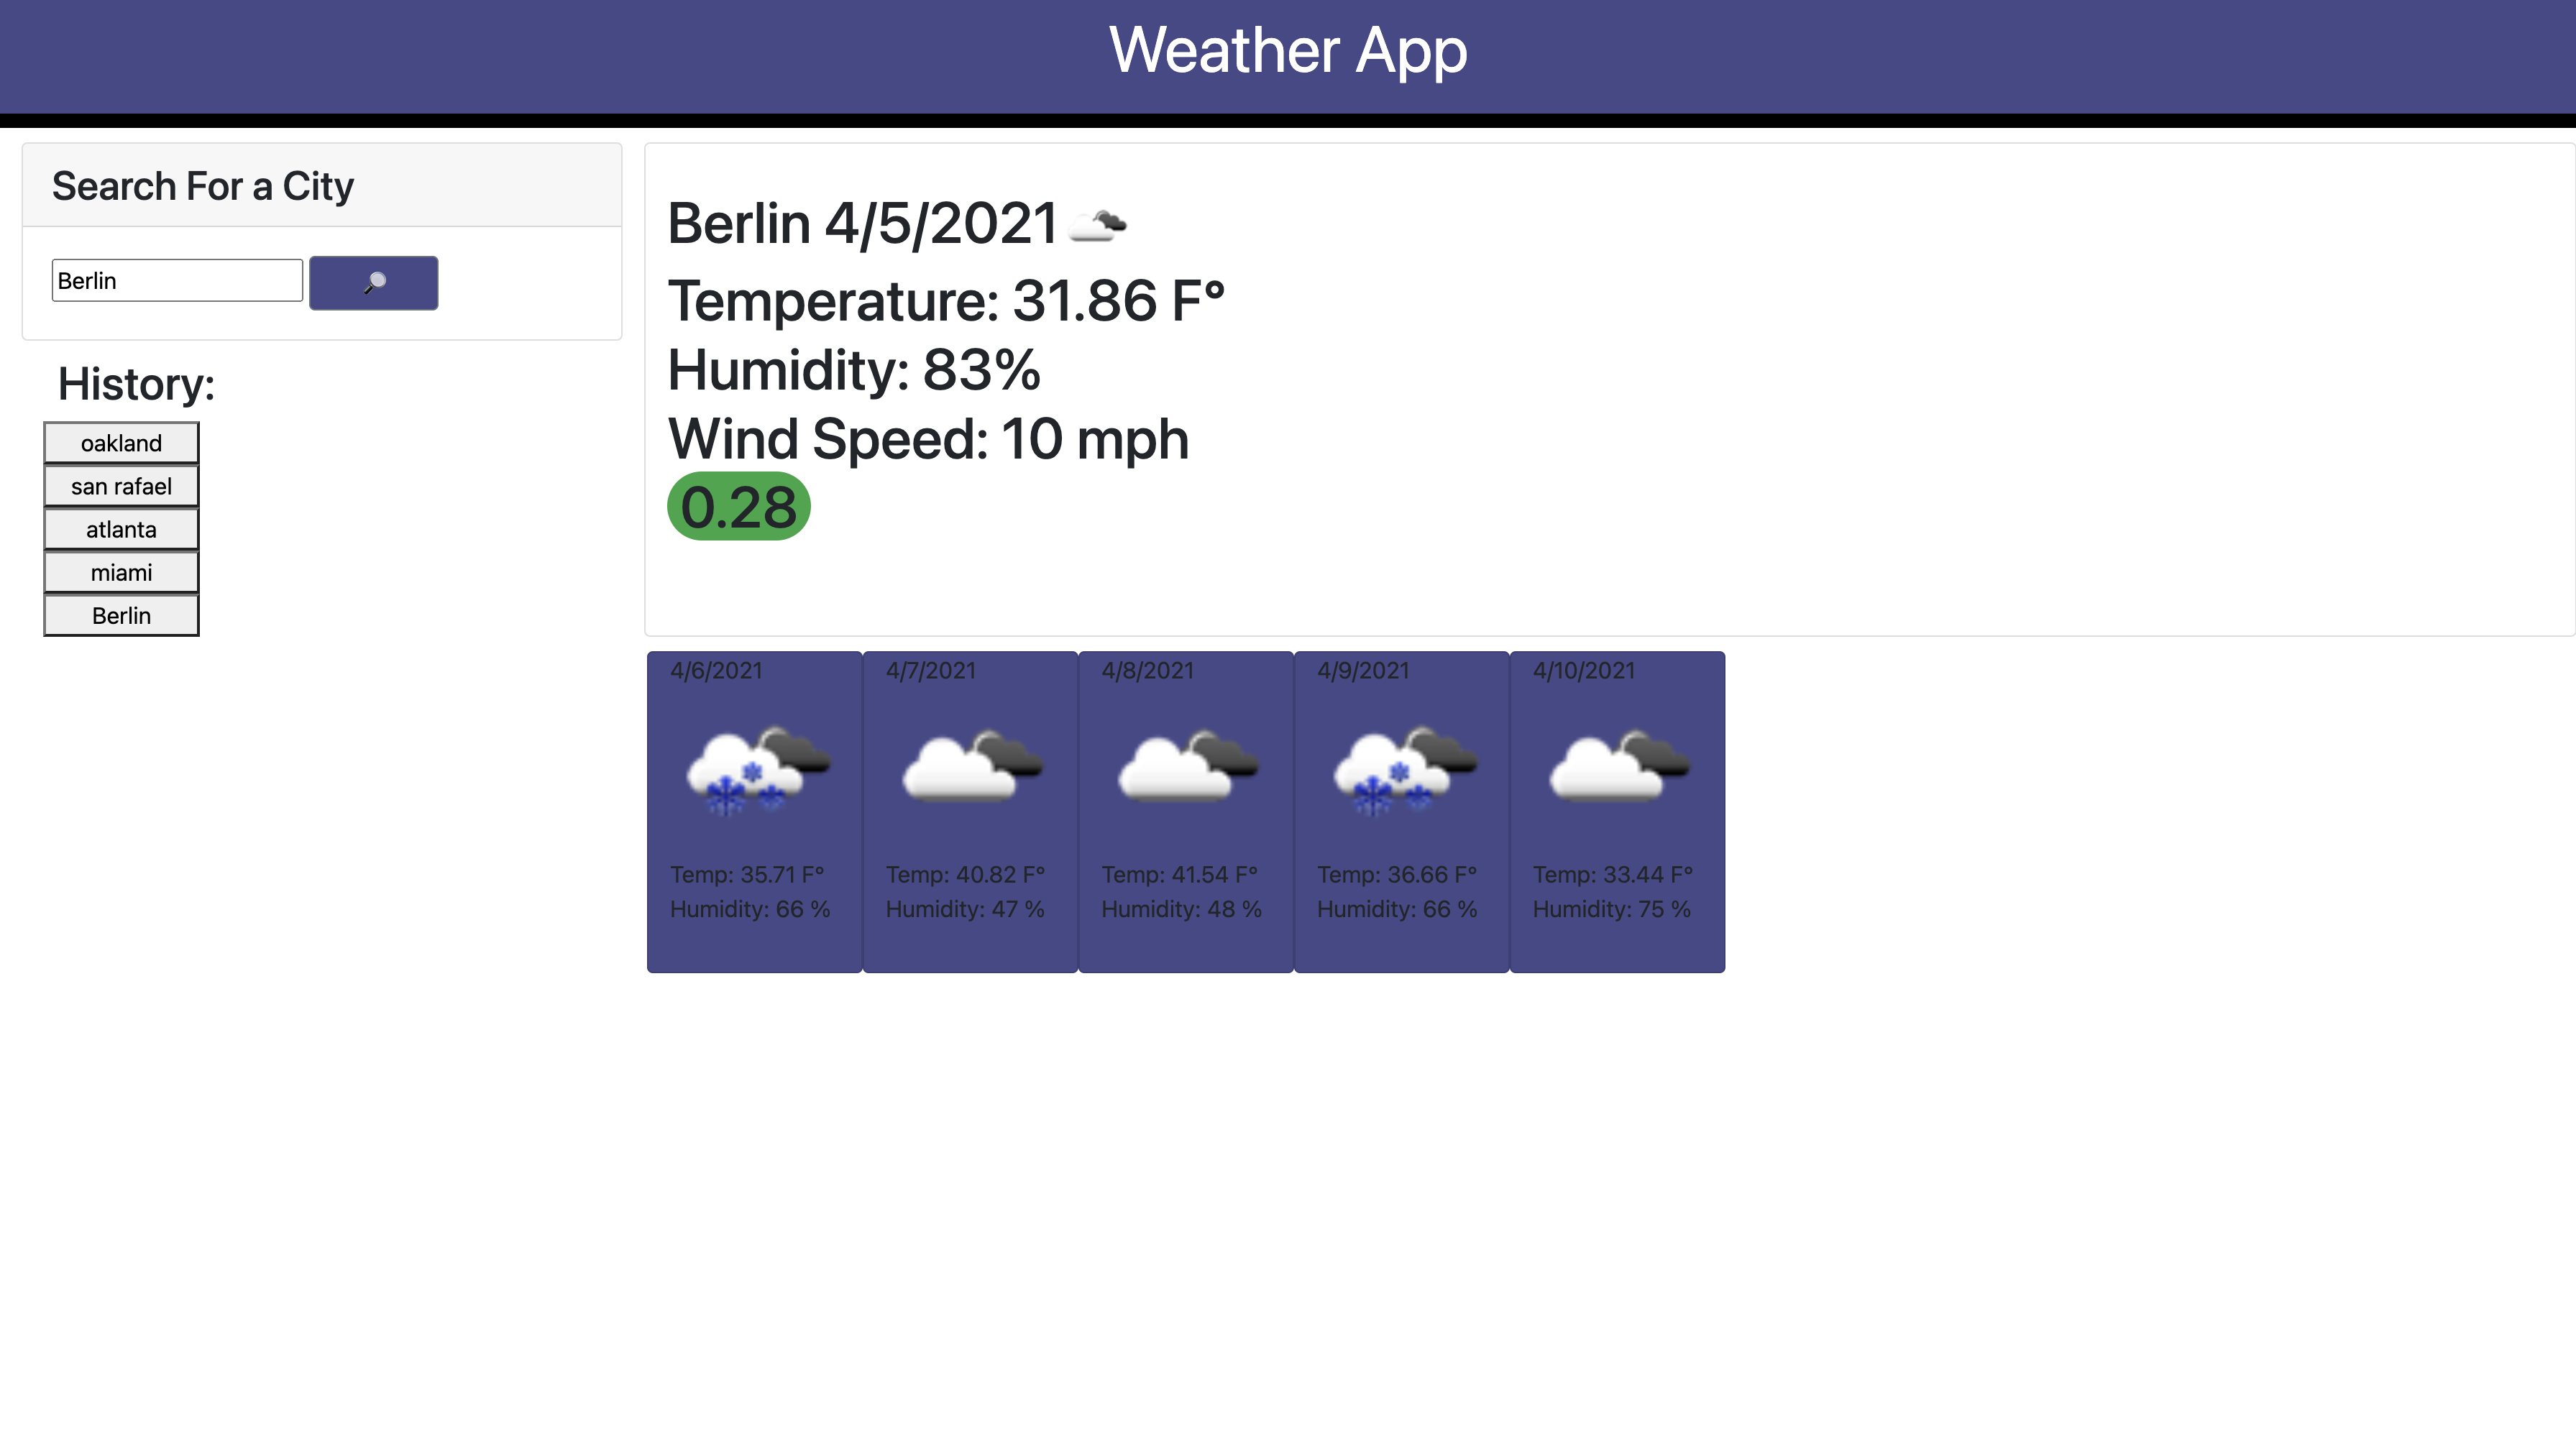 Weather App
Search For a City
Berlin
History:
oakland
san rafael
atlanta
miami
Berlin
Berlin 4/5/2021
Temperature: 31.86 F°
Humidity: 83%
Wind Speed: 10 mph
0.28
4/6/2021
Temp: 35.71 F°
Humidity: 66 %
4/7/2021
Temp: 40.82 F°
Humidity: 47 %
4/8/2021
Temp: 41.54 F°
Humidity: 48 %
4/9/2021
Temp: 36.66 F°
Humidity: 66 %
4/10/2021
Temp: 33.44 F°
Humidity: 75 %